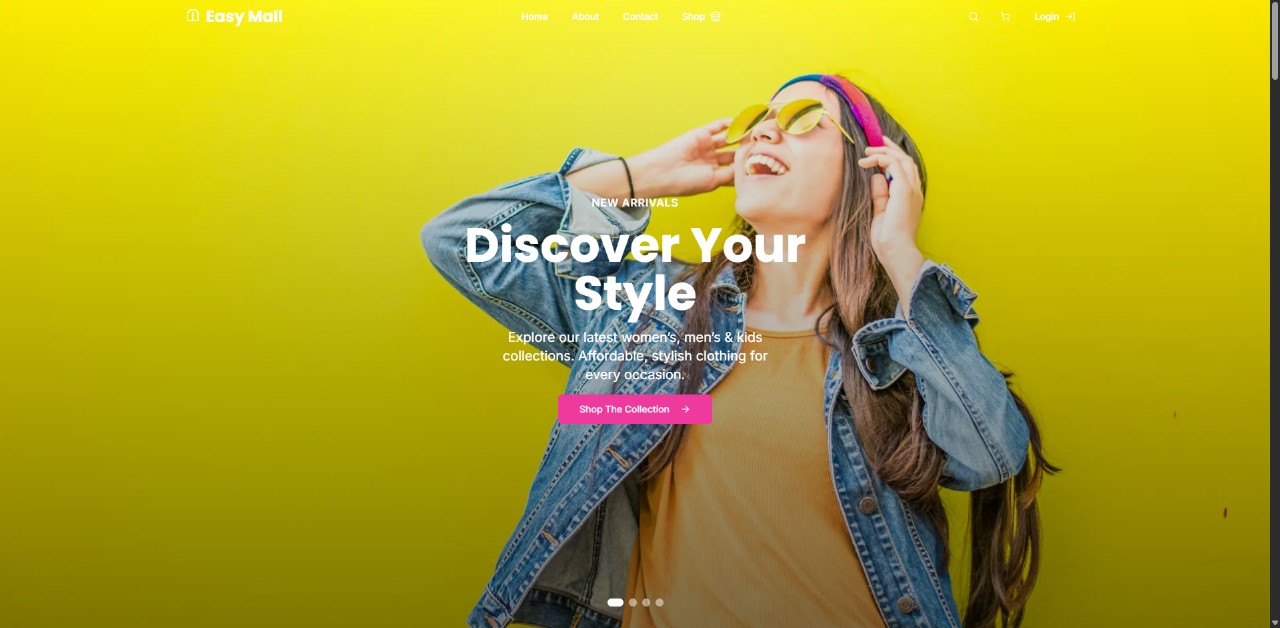 Easy Mall
Home
About
Contact
Shop
Login
NEW ARRIVALS
Discover Your
Style
Explore our latest women's, men's & kids
collections. Affordable, stylish clothing for
every occasion.
Shop The Collection